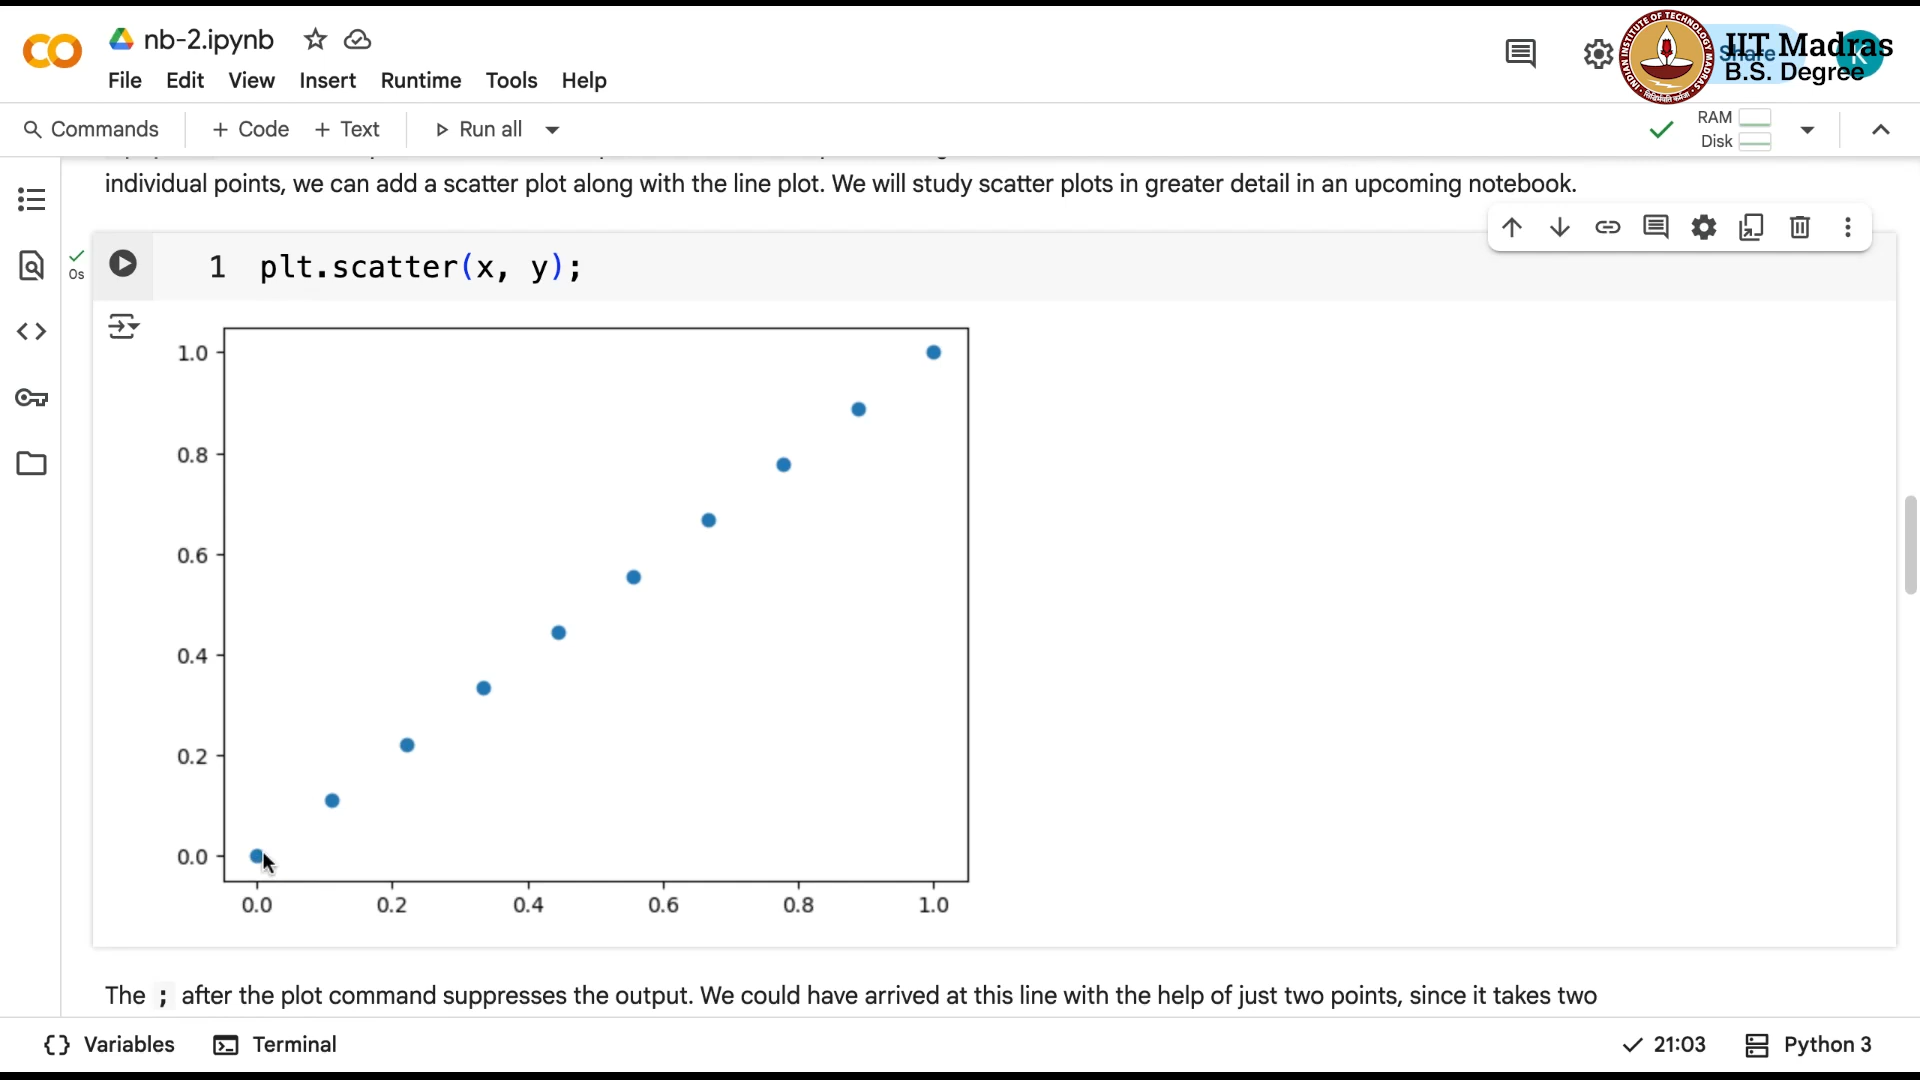 nb-2.ipynb
File Edit View Insert Runtime Tools Help
IIT Madras
B.S. Degree
Share
K
Commands + Code + Text Run all
RAM
Disk
individual points, we can add a scatter plot along with the line plot. We will study scatter plots in greater detail in an upcoming notebook.
0s
1 plt.scatter(x, y);
1.0
0.8
0.6
0.4
0.2
0.0
0.0 0.2 0.4 0.6 0.8 1.0
The ; after the plot command suppresses the output. We could have arrived at this line with the help of just two points, since it takes two
{} Variables Terminal 21:03 Python 3